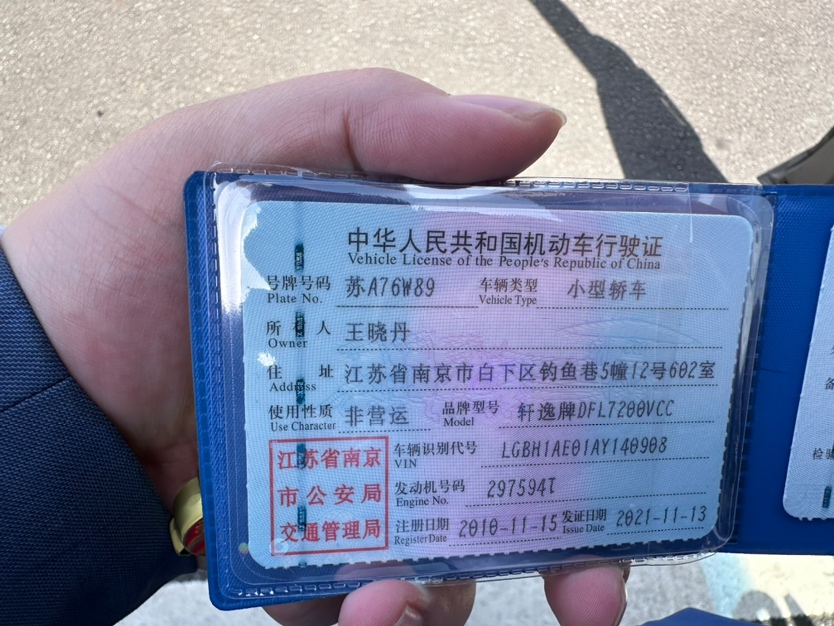 中华人民共和国机动车行驶证
Vehicle License of the People's Republic of China
号牌号码 苏A76W89 车辆类型 小型轿车
Plate No. Vehicle Type
所有人 王晓丹
Owner
住址 江苏省南京市白下区钓鱼巷5幢12号602室
Address
使用性质 非营运 品牌型号 轩逸牌DFL7200VCC
Use Character Model
江苏省南京
市公安局
交通管理局
车辆识别代号 LGBH1AE01AY140908
VIN
发动机号码 297594T
Engine No.
注册日期 2010-11-15 发证日期 2021-11-13
Register Date Issue Date
备
检验